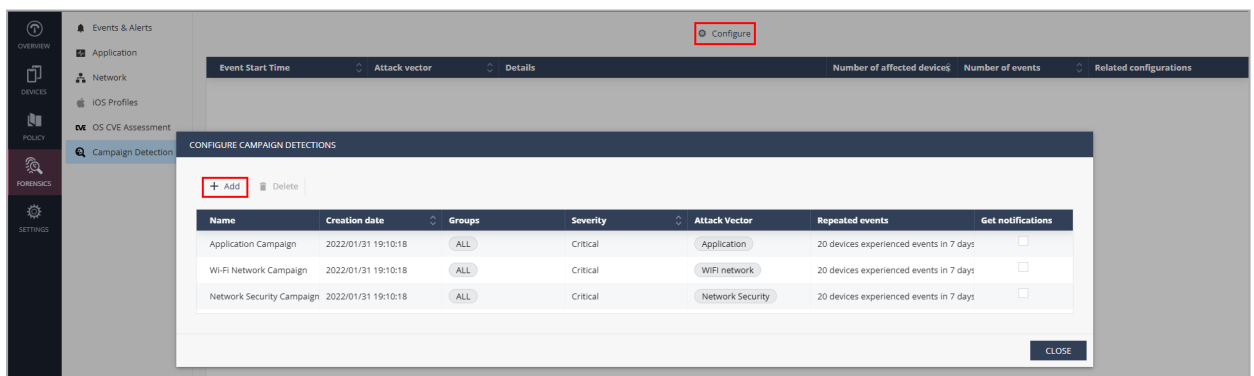 OVERVIEW
DEVICES
POLICY
FORENSICS
SETTINGS
Events & Alerts
Application
Network
iOS Profiles
CVE OS CVE Assessment
Campaign Detection
Configure
Event Start Time Attack vector Details Number of affected devices Number of events Related configurations
CONFIGURE CAMPAIGN DETECTIONS
+ Add Delete
Name Creation date Groups Severity Attack Vector Repeated events Get notifications
Application Campaign 2022/01/31 19:10:18 ALL Critical Application 20 devices experienced events in 7 days
Wi-Fi Network Campaign 2022/01/31 19:10:18 ALL Critical WIFI network 20 devices experienced events in 7 days
Network Security Campaign 2022/01/31 19:10:18 ALL Critical Network Security 20 devices experienced events in 7 days
CLOSE